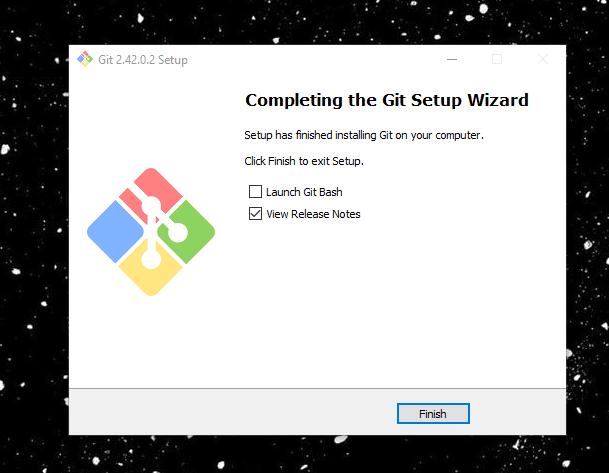 Git 2.42.0.2 Setup
Completing the Git Setup Wizard
Setup has finished installing Git on your computer.
Click Finish to exit Setup.
Launch Git Bash
View Release Notes
Finish